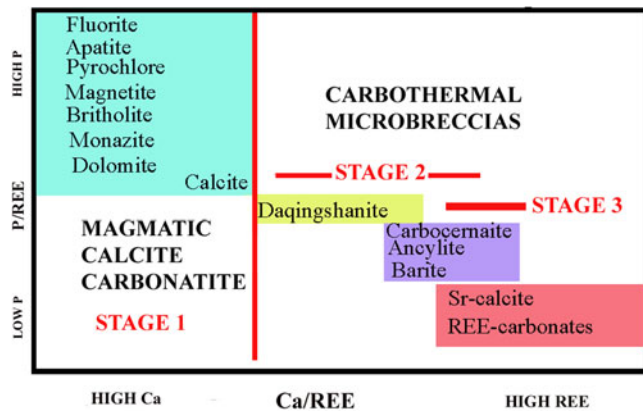 Fluorite
Apatite
Pyrochlore
Magnetite
Britholite
Monazite
Dolomite
Calcite
CARBOTHERMAL
MICROBRECCIAS
STAGE 2
Daqingshanite
STAGE 3
Carbocernaite
Ancylite
Barite
Sr-calcite
REE-carbonates
MAGMATIC
CALCITE
CARBONATITE
STAGE 1
HIGH P
P/REE
LOW P
HIGH Ca
Ca/REE
HIGH REE